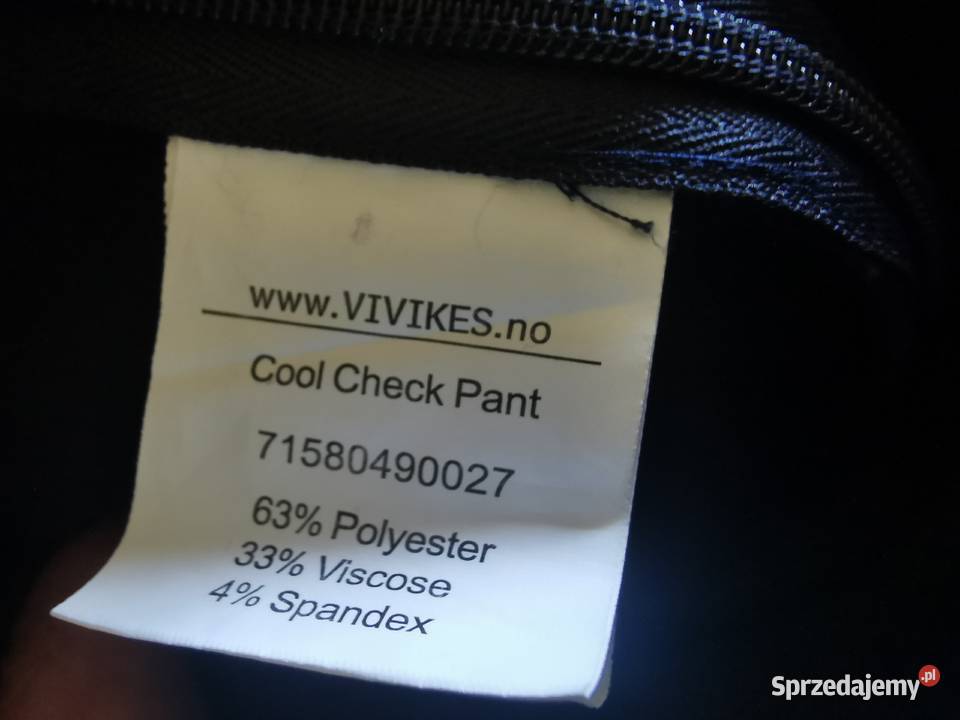 www.VIVIKES.no
Cool Check Pant
71580490027
63% Polyester
33% Viscose
4% Spandex
Sprzedajemy.pl